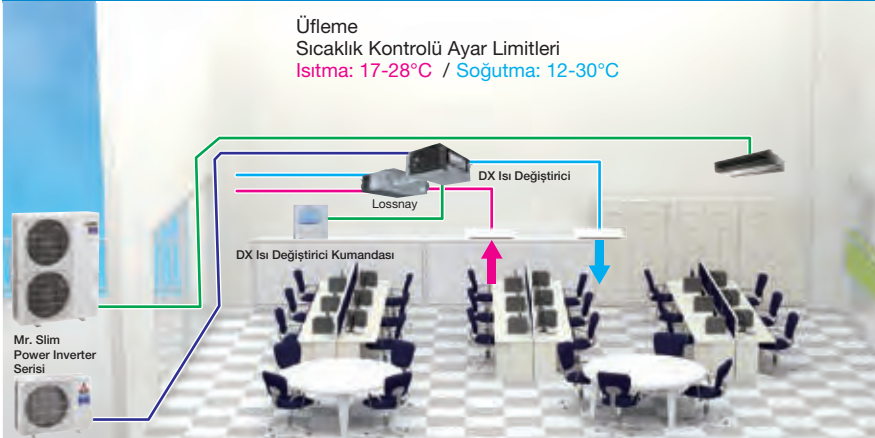 Üfleme
Sıcaklık Kontrolü Ayar Limitleri
Isıtma: 17-28°C / Soğutma: 12-30°C
DX Isı Değiştirici
Lossnay
DX Isı Değiştirici Kumandası
Mr. Slim
Power Inverter
Serisi